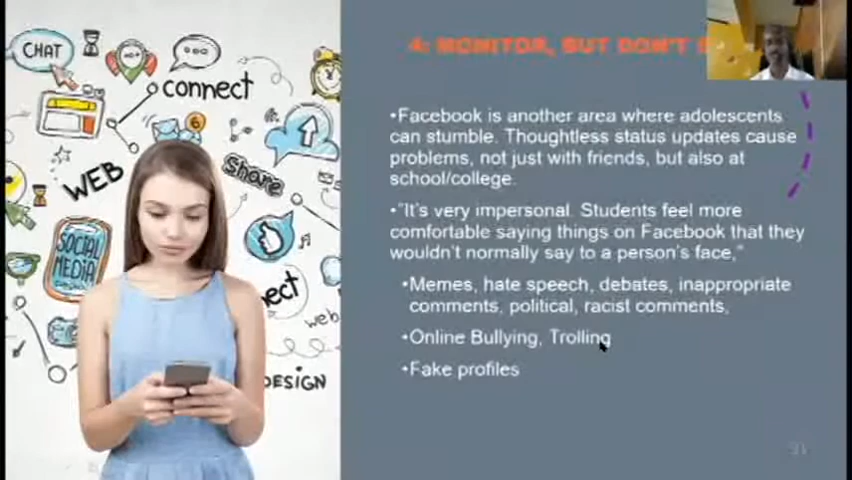 CHAT
connect
WEB
Share
SOCIAL
MEDIA
web
DESIGN
4: MONITOR, BUT DON'T
•Facebook is another area where adolescents
can stumble. Thoughtless status updates cause
problems, not just with friends, but also at
school/college.
•"It's very impersonal. Students feel more
comfortable saying things on Facebook that they
wouldn't normally say to a person's face,"
•Memes, hate speech, debates, inappropriate
comments, political, racist comments,
•Online Bullying, Trolling
•Fake profiles